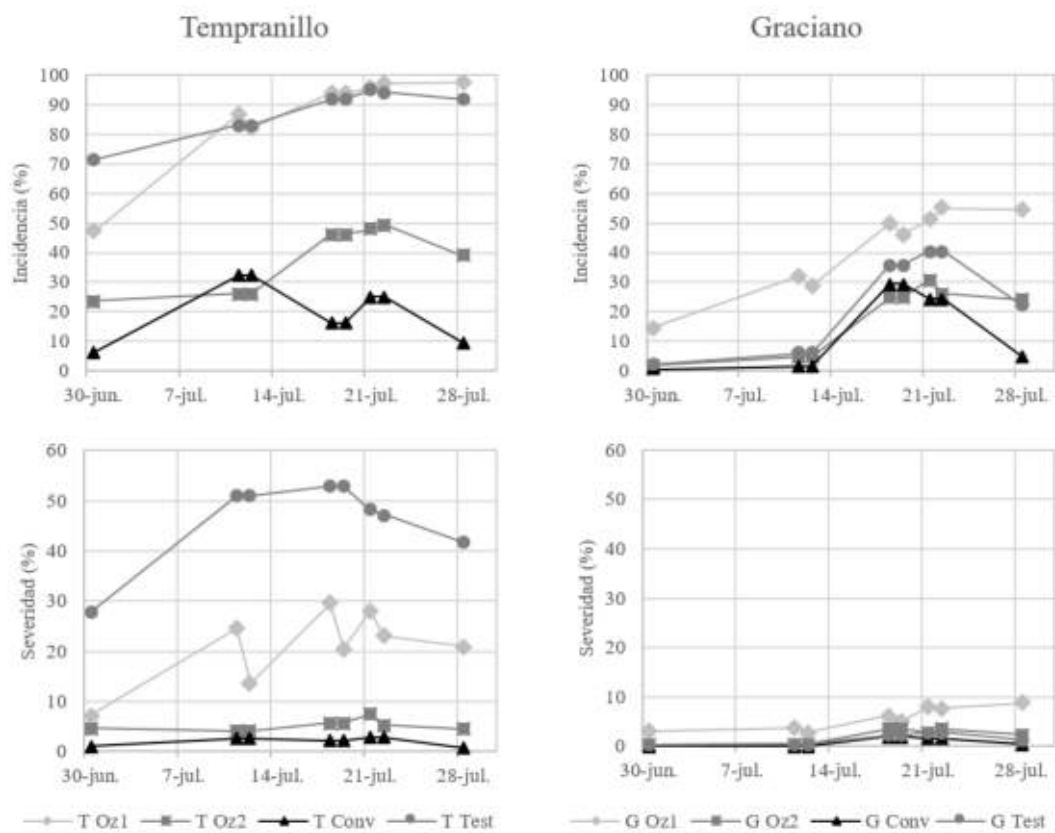 Tempranillo
Graciano
Incidencia (%)
100
90
80
70
60
50
40
30
20
10
0
30-jun.
7-jul.
14-jul.
21-jul.
28-jul.
Incidencia (%)
100
90
80
70
60
50
40
30
20
10
0
30-jun.
7-jul.
14-jul.
21-jul.
28-jul.
Severidad (%)
60
50
40
30
20
10
0
30-jun.
7-jul.
14-jul.
21-jul.
28-jul.
Severidad (%)
60
50
40
30
20
10
0
30-jun.
7-jul.
14-jul.
21-jul.
28-jul.
T Oz1 T Oz2 T Conv T Test
G Oz1 G Oz2 G Conv G Test